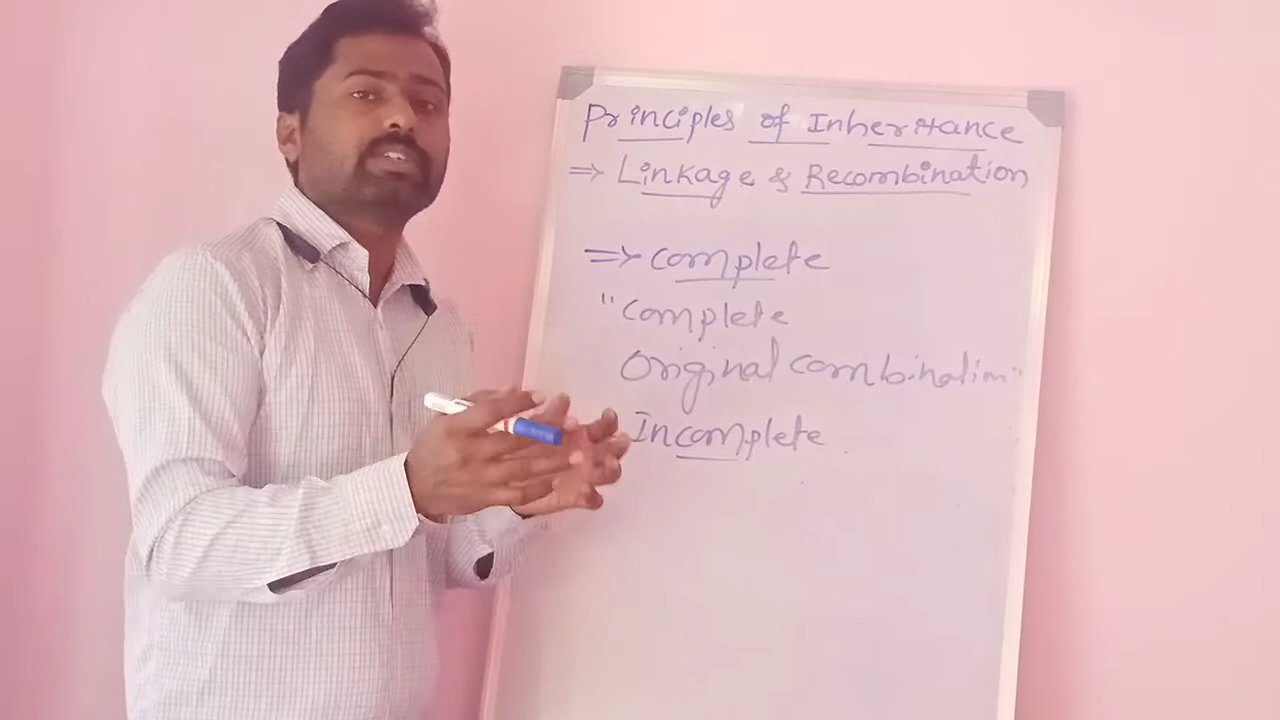 Principles of Inheritance
⇒ Linkage & Recombination
⇒ complete
"Complete
Original combination"
Incomplete